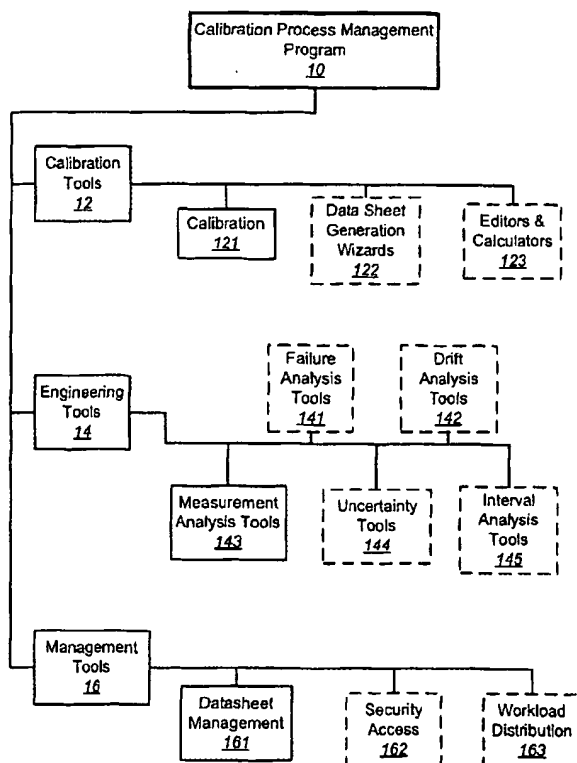 Calibration Process Management
Program
10
Calibration
Tools
12
Calibration
121
Data Sheet
Generation
Wizards
122
Editors &
Calculators
123
Failure
Analysis
Tools
141
Drift
Analysis
Tools
142
Engineering
Tools
14
Measurement
Analysis Tools
143
Uncertainty
Tools
144
Interval
Analysis
Tools
145
Management
Tools
16
Datasheet
Management
161
Security
Access
162
Workload
Distribution
163